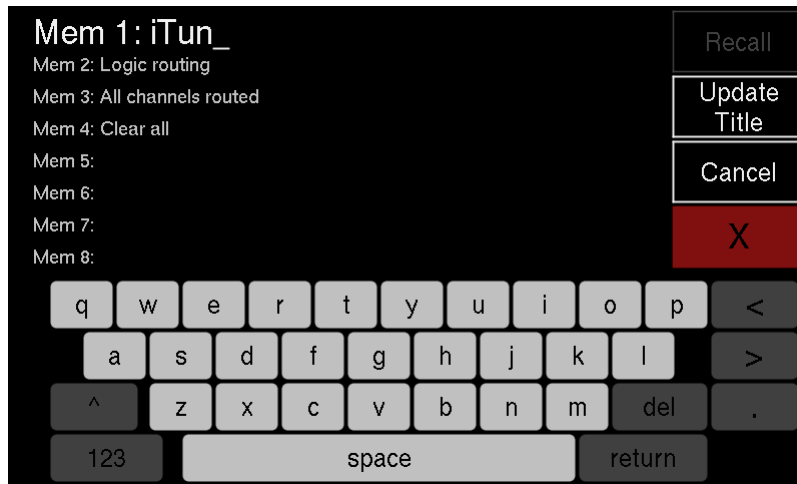 Mem 1: iTun_
Mem 2: Logic routing
Mem 3: All channels routed
Mem 4: Clear all
Mem 5:
Mem 6:
Mem 7:
Mem 8:
Recall
Update
Title
Cancel
X
q w e r t y u i o p <
a s d f g h j k l >
^ z x c v b n m del .
123 space return